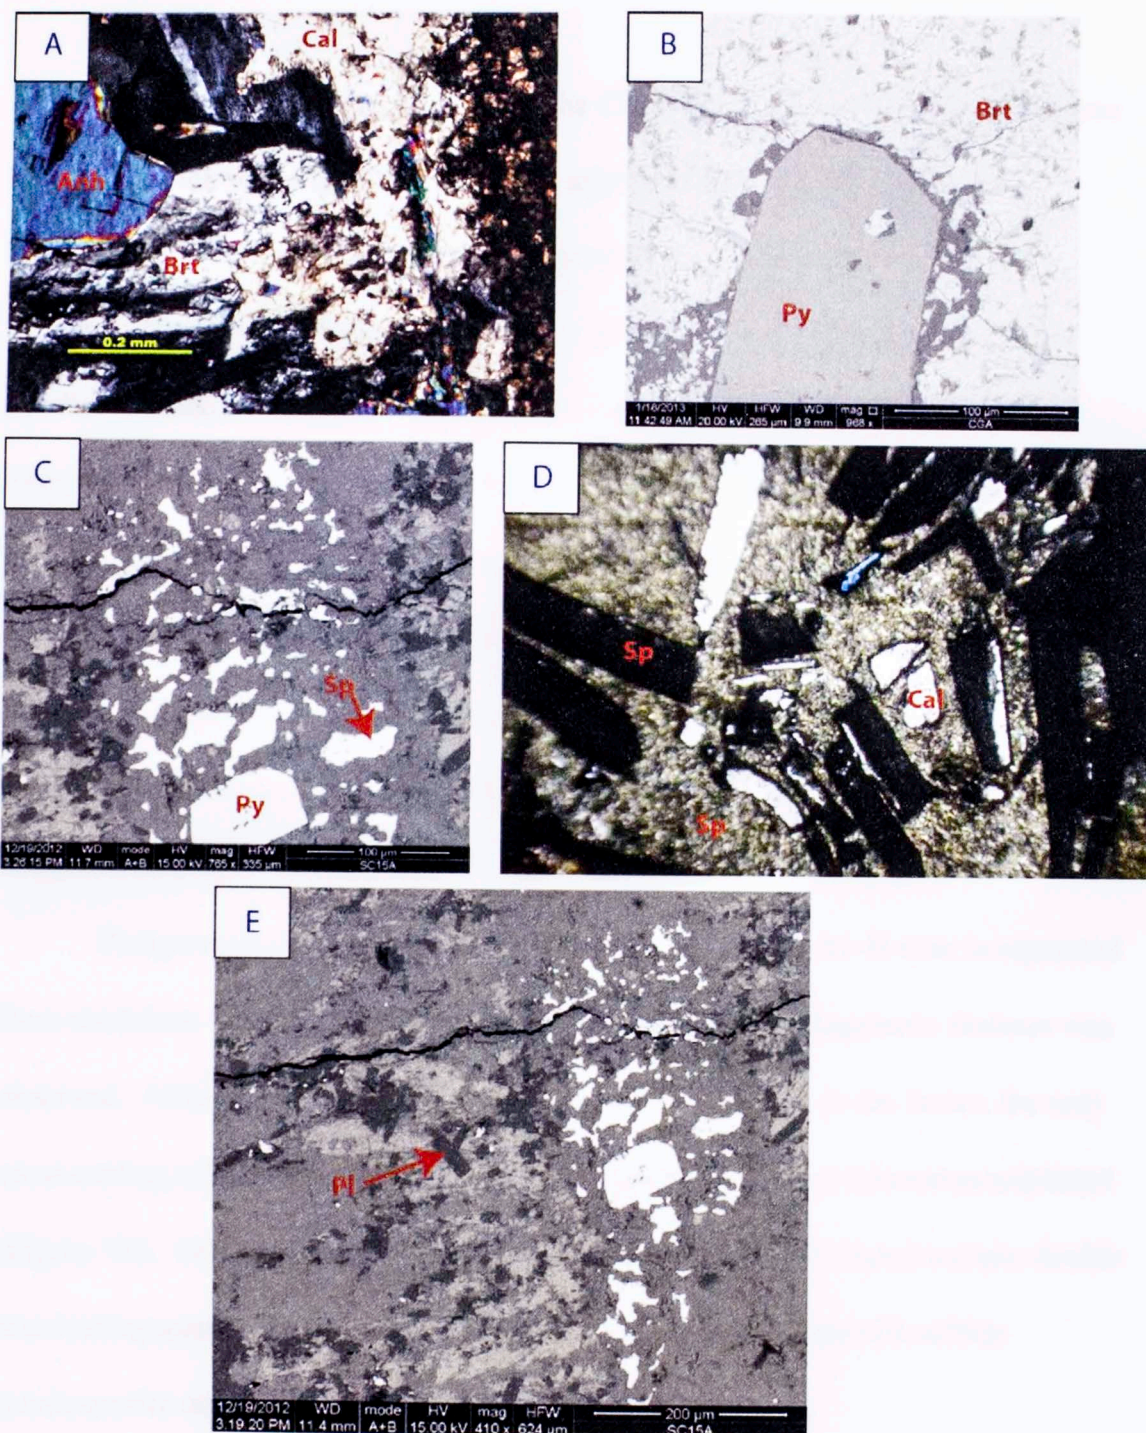 A
Cal
Anh
Brt
0.2 mm
B
Brt
Py
1/18/2013 HV HFW WD mag □ 100 µm
11:42:49 AM 20.00 kV 265 µm 9.9 mm 968 x CGA
C
Sp
Py
12/19/2012 WD mode HV mag HFW 100 µm
3:26:15 PM 11.7 mm A+B 15.00 kV 765 x 335 µm SC15A
D
Sp
Cal
Sp
E
Pl
12/19/2012 WD mode HV mag HFW 200 µm
3:19:20 PM 11.4 mm A+B 15.00 kV 410 x 624 µm SC15A